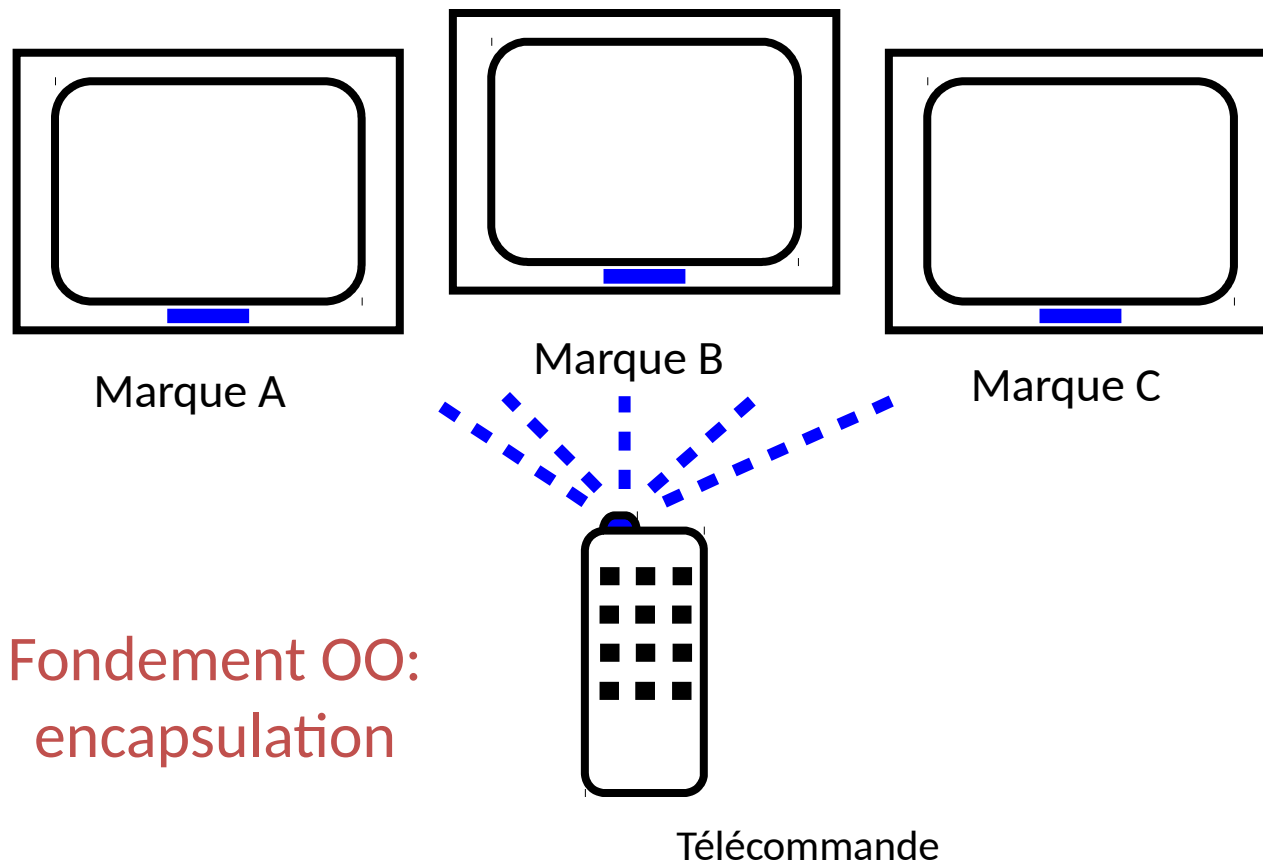 Marque A
Marque B
Marque C
Fondement OO:
encapsulation
Télécommande